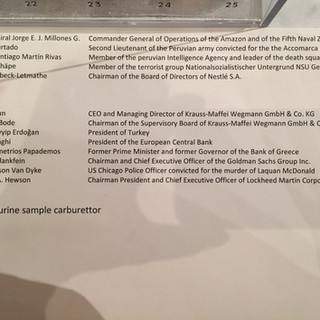 22 23 24 25
iral Jorge E. J. Millones G. Commander General of Operations of the Amazon and of the Fifth Naval Z
rtado Second Lieutenant of the Peruvian army convicted for the the Accomarca
ntiago Martín Rivas Member of the peruvian Intelligence Agency and leader of the death squa
häpe Member of the terrorist group Nationalsozialistischer Untergrund NSU Ge
beck-Letmathe Chairman of the Board of Directors of Nestlé S.A.
an CEO and Managing Director of Krauss-Maffei Wegmann GmbH & Co. KG
Bode Chairman of the Supervisory Board of Krauss-Maffei Wegmann GmbH & Co.
yyip Erdoğan President of Turkey
ghi President of the European Central Bank
metrios Papademos Former Prime Minister and former Governor of the Bank of Greece
lankfein Chairman and Chief Executive Officer of the Goldman Sachs Group Inc.
son Van Dyke US Chicago Police Officer convicted for the murder of Laquan McDonald
A. Hewson Chairman President and Chief Executive Officer of Lockheed Martin Corpo
urine sample carburettor